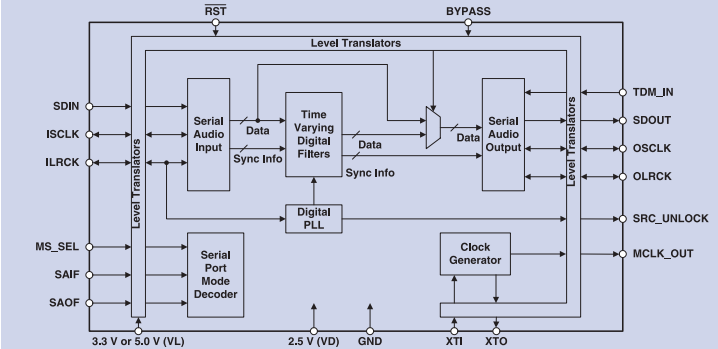 RST
BYPASS
Level Translators
SDIN
ISCLK
ILRCK
MS_SEL
SAIF
SAOF
Level Translators
Serial
Audio
Input
Data
Sync Info
Time
Varying
Digital
Filters
Data
Sync Info
Data
Serial
Audio
Output
Level Translators
TDM_IN
SDOUT
OSCLK
OLRCK
SRC_UNLOCK
MCLK_OUT
Digital
PLL
Serial
Port
Mode
Decoder
Clock
Generator
3.3 V or 5.0 V (VL)
2.5 V (VD)
GND
XTI
XTO